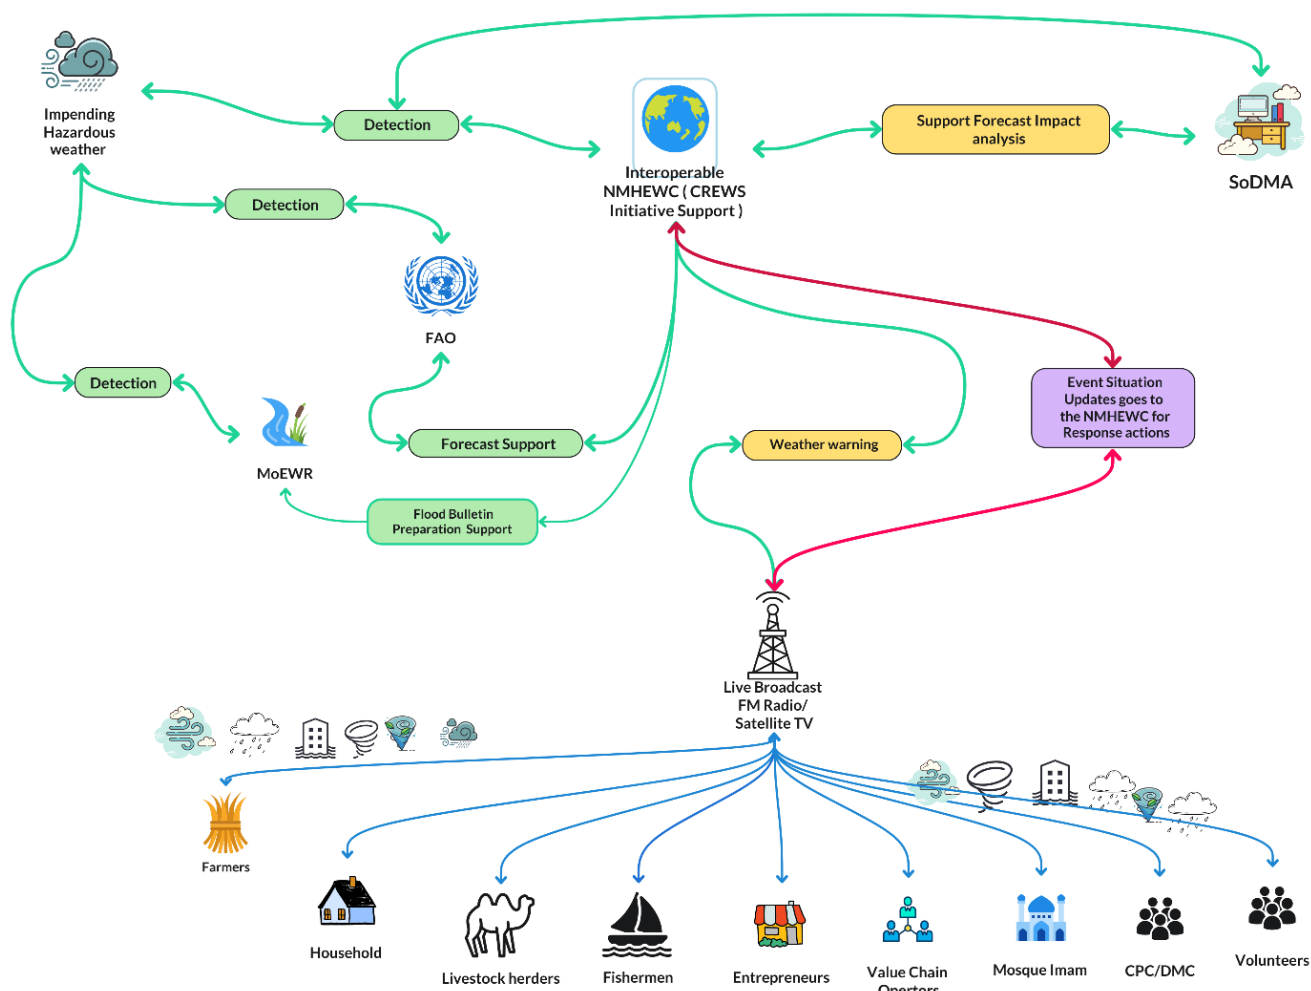 Impending
Hazardous
weather
Detection
Interoperable
NMHEWC ( CREWS
Initiative Support )
Support Forecast Impact
analysis
SoDMA
Detection
FAO
Detection
MoEWR
Forecast Support
Flood Bulletin
Preparation Support
Weather warning
Event Situation
Updates goes to
the NMHEWC for
Response actions
Live Broadcast
FM Radio/
Satellite TV
Farmers
Household
Livestock herders
Fishermen
Entrepreneurs
Value Chain
Opertors
Mosque Imam
CPC/DMC
Volunteers